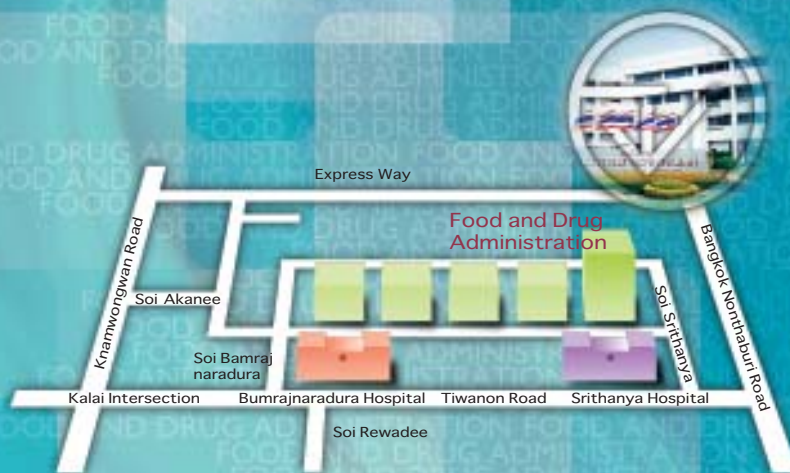 Express Way
Food and Drug
Administration
Knamwongwan Road
Soi Akanee
Soi Srithanya
Bangkok Nonthaburi Road
Soi Bamraj
naradura
Kalai Intersection
Bumrajnaradura Hospital
Tiwanon Road
Srithanya Hospital
Soi Rewadee